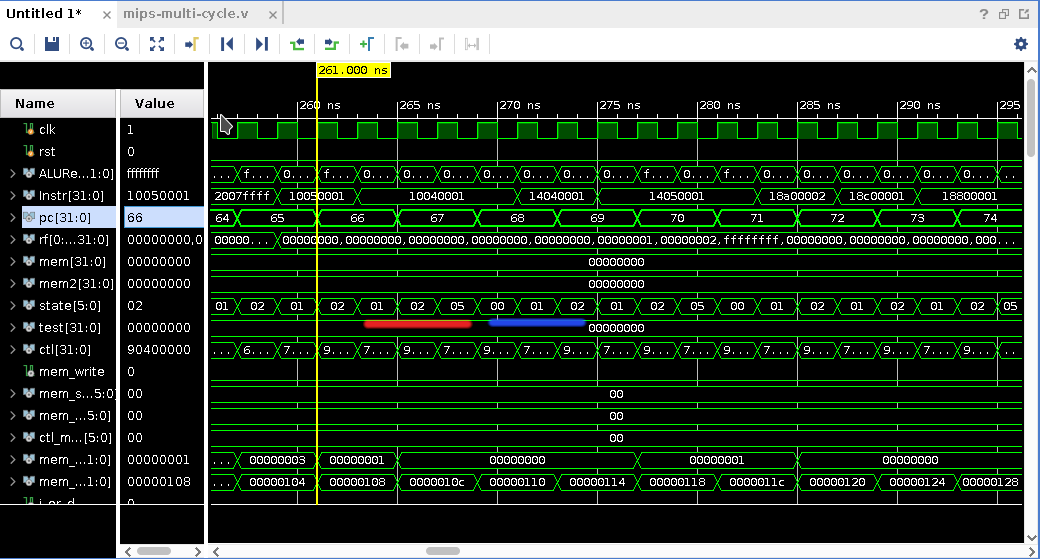 Untitled 1* × mips-multi-cycle.v × ?
261.000 ns
Name Value
260 ns 265 ns 270 ns 275 ns 280 ns 285 ns 290 ns 295
clk 1
rst 0
ALURe...1:0] ffffffff ... f... 0... f... 0... 0... 0... 0... 0... 0... f... f... 0... 0... 0... 0... 0... 0... 0... 0...
Instr[31:0] 10050001 2007ffff 10050001 10040001 14040001 14050001 18a00002 18c00001 18800001
pc[31:0] 66 64 65 66 67 68 69 70 71 72 73 74
rf[0:...31:0] 00000000,0 00000... 00000000,00000000,00000000,00000000,00000001,00000002,ffffffff,00000000,00000000,00000000,000...
mem[31:0] 00000000 00000000
mem2[31:0] 00000000 00000000
state[5:0] 02 01 02 01 02 01 02 05 00 01 02 01 02 05 00 01 02 01 02 01 02 05
test[31:0] 00000000 00000000
ctl[31:0] 90400000 ... 6... 7... 9... 7... 9... 7... 9... 7... 9... 7... 9... 7... 9... 7... 9... 7... 9... 7... 9... ...
mem_write 0
mem_s...5:0] 00 00
mem_...5:0] 00 00
ctl_m...[5:0] 00 00
mem_...1:0] 00000001 ... 00000003 00000001 00000000 00000001 00000000
mem_...1:0] 00000108 ... 00000104 00000108 0000010c 00000110 00000114 00000118 0000011c 00000120 00000124 00000128